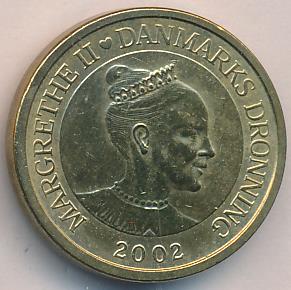 MARGRETHE II ♥ DANMARKS DRONNING
2002